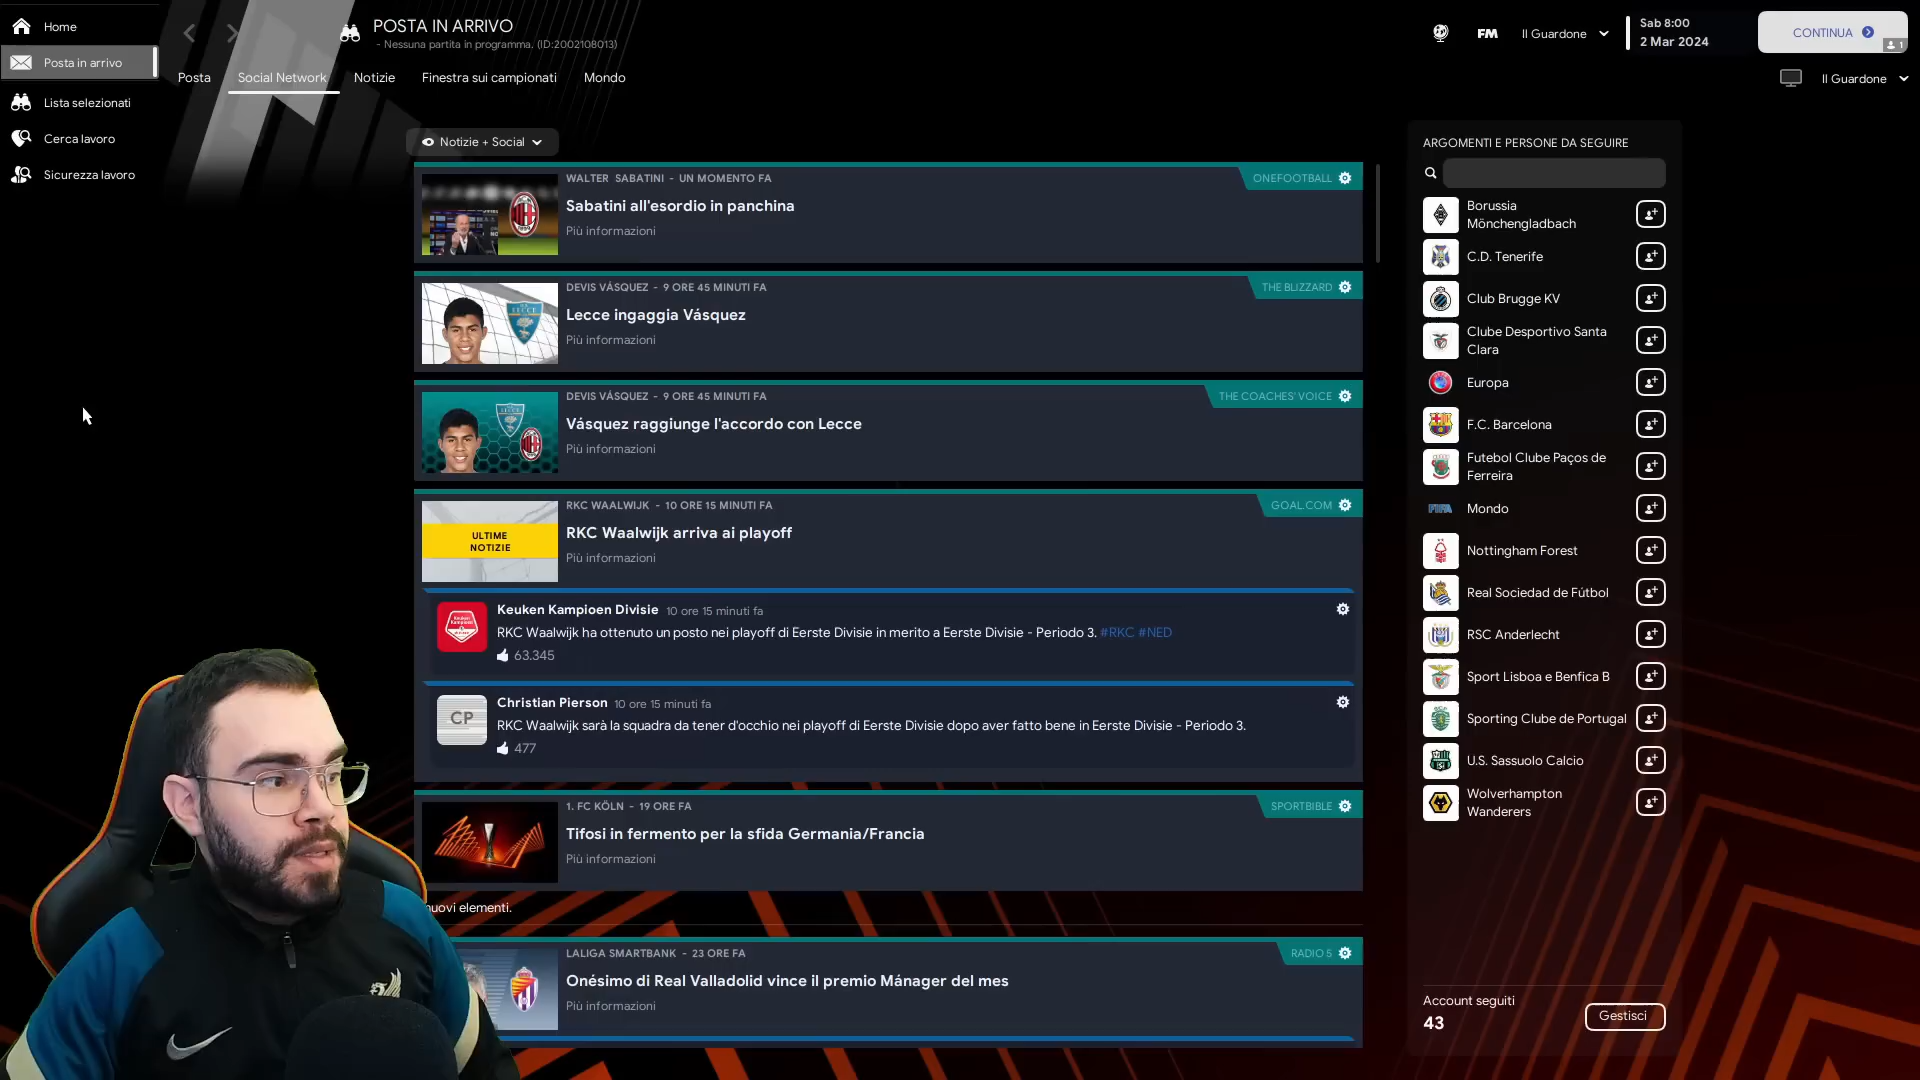 Home
Posta in arrivo
Lista selezionati
Cerca lavoro
Sicurezza lavoro
POSTA IN ARRIVO
- Nessuna partita in programma. (ID:2002108013)
FM
Il Guardone
Sab 8:00
2 Mar 2024
CONTINUA
1
Posta
Social Network
Notizie
Finestra sui campionati
Mondo
Il Guardone
Notizie + Social
WALTER SABATINI - UN MOMENTO FA
ONEFOOTBALL
Sabatini all'esordio in panchina
Più informazioni
DEVIS VÁSQUEZ - 9 ORE 45 MINUTI FA
THE BLIZZARD
Lecce ingaggia Vásquez
Più informazioni
DEVIS VÁSQUEZ - 9 ORE 45 MINUTI FA
THE COACHES' VOICE
Vásquez raggiunge l'accordo con Lecce
Più informazioni
RKC WAALWIJK - 10 ORE 15 MINUTI FA
GOAL.COM
ULTIME
NOTIZIE
RKC Waalwijk arriva ai playoff
Più informazioni
Keuken Kampioen Divisie 10 ore 15 minuti fa
RKC Waalwijk ha ottenuto un posto nei playoff di Eerste Divisie in merito a Eerste Divisie - Periodo 3. #RKC #NED
63.345
CP
Christian Pierson 10 ore 15 minuti fa
RKC Waalwijk sarà la squadra da tener d'occhio nei playoff di Eerste Divisie dopo aver fatto bene in Eerste Divisie - Periodo 3.
477
1. FC KÖLN - 19 ORE FA
SPORTBIBLE
Tifosi in fermento per la sfida Germania/Francia
Più informazioni
nuovi elementi.
LALIGA SMARTBANK - 23 ORE FA
RADIO 5
Onésimo di Real Valladolid vince il premio Mánager del mes
Più informazioni
ARGOMENTI E PERSONE DA SEGUIRE
Borussia
Mönchengladbach
C.D. Tenerife
Club Brugge KV
Clube Desportivo Santa
Clara
Europa
F.C. Barcelona
Futebol Clube Paços de
Ferreira
FIFA
Mondo
Nottingham Forest
Real Sociedad de Fútbol
RSC Anderlecht
Sport Lisboa e Benfica B
Sporting Clube de Portugal
U.S. Sassuolo Calcio
Wolverhampton
Wanderers
Account seguiti
43
Gestisci